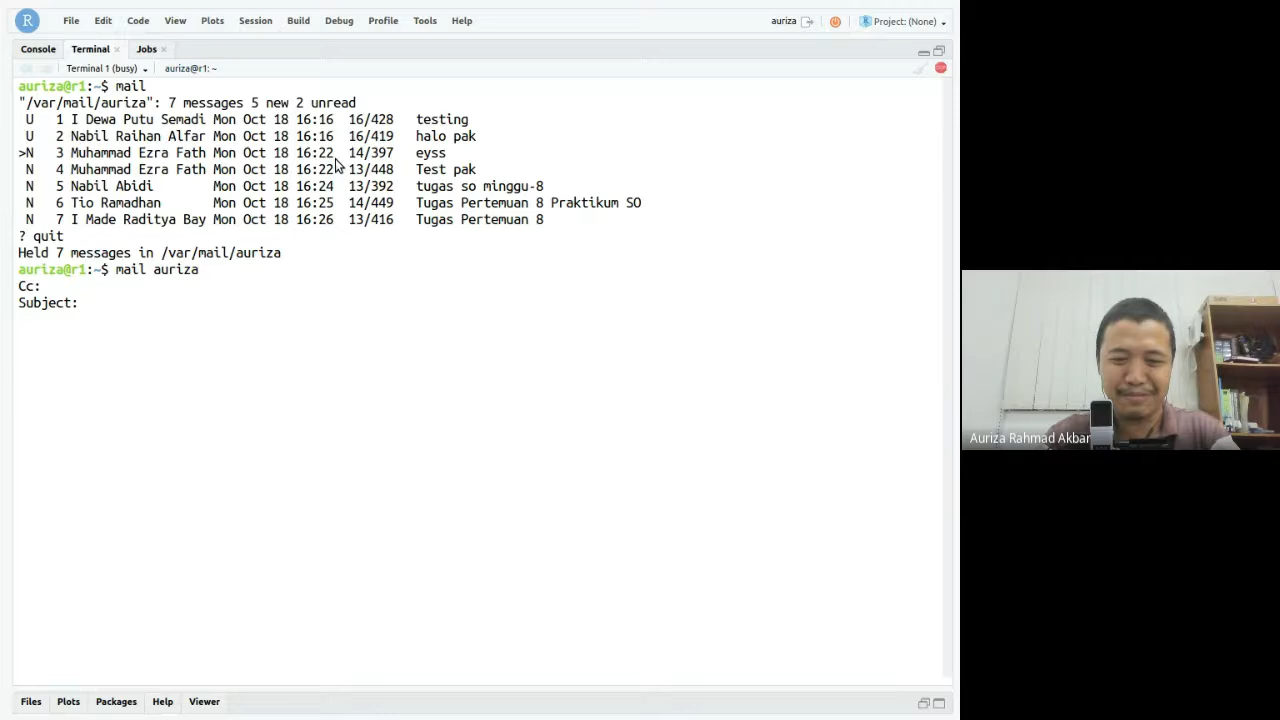 R File Edit Code View Plots Session Build Debug Profile Tools Help auriza Project: (None)
Console Terminal Jobs
Terminal 1 (busy) auriza@r1: ~
auriza@r1:~$ mail
"/var/mail/auriza": 7 messages 5 new 2 unread
 U   1 I Dewa Putu Semadi Mon Oct 18 16:16  16/428   testing
 U   2 Nabil Raihan Alfar Mon Oct 18 16:16  16/419   halo pak
>N   3 Muhammad Ezra Fath Mon Oct 18 16:22  14/397   eyss
 N   4 Muhammad Ezra Fath Mon Oct 18 16:22  13/448   Test pak
 N   5 Nabil Abidi        Mon Oct 18 16:24  13/392   tugas so minggu-8
 N   6 Tio Ramadhan       Mon Oct 18 16:25  14/449   Tugas Pertemuan 8 Praktikum SO
 N   7 I Made Raditya Bay Mon Oct 18 16:26  13/416   Tugas Pertemuan 8
? quit
Held 7 messages in /var/mail/auriza
auriza@r1:~$ mail auriza
Cc:
Subject:
Auriza Rahmad Akbar
Files Plots Packages Help Viewer